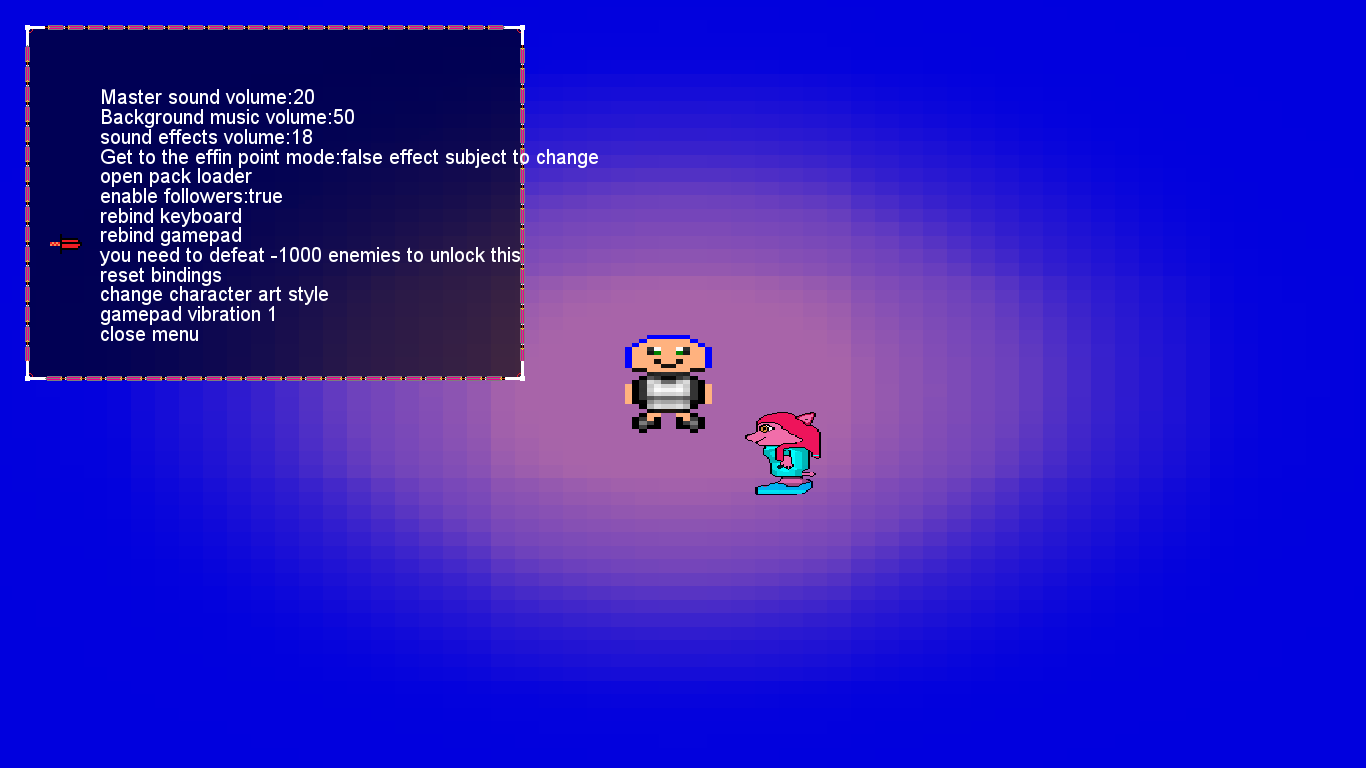 Master sound volume:20
Background music volume:50
sound effects volume:18
Get to the effin point mode:false effect subject to change
open pack loader
enable followers:true
rebind keyboard
rebind gamepad
you need to defeat -1000 enemies to unlock this
reset bindings
change character art style
gamepad vibration 1
close menu